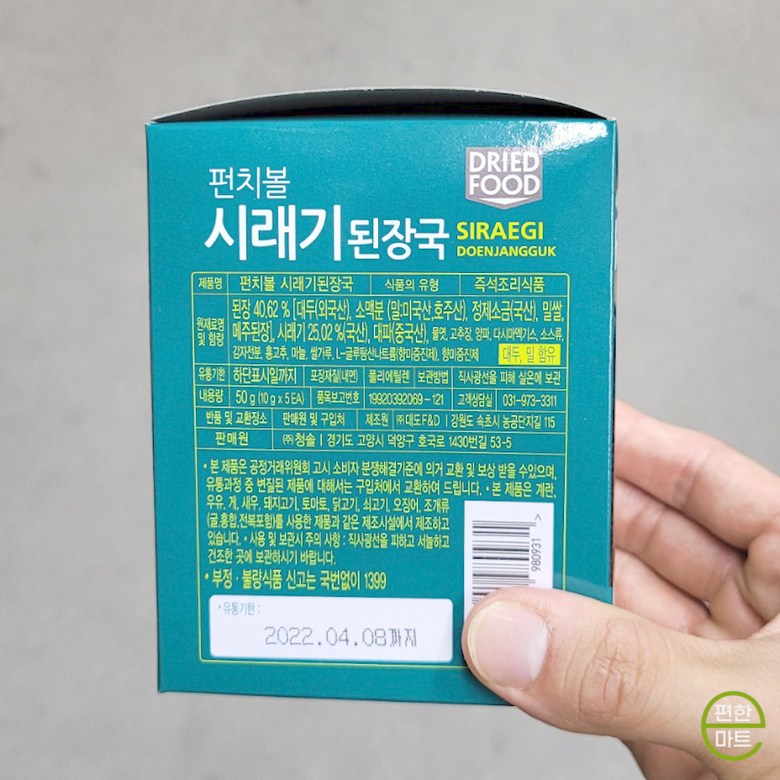 펀치볼
시래기된장국
SIRAEGI
DOENJANGGUK
DRIED
FOOD
제품명 펀치볼 시래기된장국 식품의 유형 즉석조리식품
원재료명 및 함량
된장 40.62 % [대두(외국산), 소맥분 (밀:미국산,호주산), 정제소금(국산), 밀쌀,
메주된장], 시래기 25.02%(국산), 대파(중국산), 물엿, 고추장, 양파, 다시마엑기스, 소스류,
감자전분, 홍고추, 마늘, 쌀가루, L-글루탐산나트륨(향미증진제), 향미증진제
대두, 밀 함유
유통기한 하단표시일까지 포장재질(내면) 폴리에틸렌 보관방법 직사광선을 피해 실온에 보관
내용량 50g (10g x 5EA) 품목보고번호 19920392069-121 고객상담실 031-973-3311
반품 및 교환장소 판매원 및 구입처 제조원 ㈜대도F&D | 강원도 속초시 농공단지길 115
판매원 ㈜청솔 | 경기도 고양시 덕양구 호국로 1430번길 53-5
• 본 제품은 공정거래위원회 고시 소비자 분쟁해결기준에 의거 교환 및 보상 받을 수있으며,
유통과정 중 변질된 제품에 대해서는 구입처에서 교환하여 드립니다. • 본 제품은 계란,
우유, 게, 새우, 돼지고기, 토마토, 닭고기, 쇠고기, 오징어, 조개류
(굴,홍합,전복포함)를 사용한 제품과 같은 제조시설에서 제조하고
있습니다. • 사용 및 보관시 주의 사항 : 직사광선을 피하고 서늘하고
건조한 곳에 보관하시기 바랍니다.
• 부정 · 불량식품 신고는 국번없이 1399
• 유통기한 :
2022.04.08까지
980931 >
편한
마트